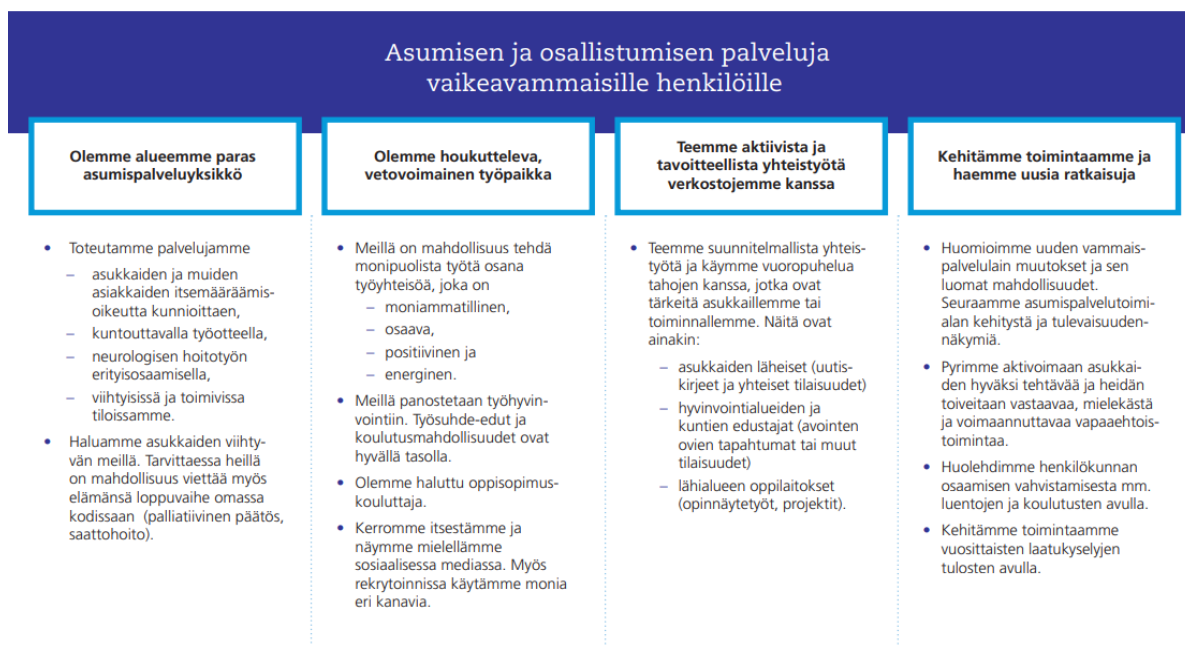 Asumisen ja osallistumisen palveluja
vaikeavammaisille henkilöille
Olemme alueemme paras
asumispalveluyksikkö
• Toteutamme palvelujamme
– asukkaiden ja muiden
asiakkaiden itsemääräämis-
oikeutta kunnioittaen,
– kuntouttavalla työotteella,
– neurologisen hoitotyön
erityisosaamisella,
– viihtyisissä ja toimivissa
tiloissamme.
• Haluamme asukkaiden viihty-
vän meillä. Tarvittaessa heillä
on mahdollisuus viettää myös
elämänsä loppuvaihe omassa
kodissaan (palliatiivinen päätös,
saattohoito).
Olemme houkutteleva,
vetovoimainen työpaikka
• Meillä on mahdollisuus tehdä
monipuolista työtä osana
työyhteisöä, joka on
– moniammatillinen,
– osaava,
– positiivinen ja
– energinen.
• Meillä panostetaan työhyvin-
vointiin. Työsuhde-edut ja
koulutusmahdollisuudet ovat
hyvällä tasolla.
• Olemme haluttu oppisopimus-
kouluttaja.
• Kerromme itsestämme ja
näymme mielellämme
sosiaalisessa mediassa. Myös
rekrytoinnissa käytämme monia
eri kanavia.
Teemme aktiivista ja
tavoitteellista yhteistyötä
verkostojemme kanssa
• Teemme suunnitelmallista yhteis-
työtä ja käymme vuoropuhelua
tahojen kanssa, jotka ovat
tärkeitä asukkaillemme tai
toiminnallemme. Näitä ovat
ainakin:
– asukkaiden läheiset (uutis-
kirjeet ja yhteiset tilaisuudet)
– hyvinvointialueiden ja
kuntien edustajat (avointen
ovien tapahtumat tai muut
tilaisuudet)
– lähialueen oppilaitokset
(opinnäytetyöt, projektit).
Kehitämme toimintaamme ja
haemme uusia ratkaisuja
• Huomioimme uuden vammais-
palvelulain muutokset ja sen
luomat mahdollisuudet.
Seuraamme asumispalvelutoimi-
alan kehitystä ja tulevaisuuden-
näkymiä.
• Pyrimme aktivoimaan asukkai-
den hyväksi tehtävää ja heidän
toiveitaan vastaavaa, mielekästä
ja voimaannuttavaa vapaaehtois-
toimintaa.
• Huolehdimme henkilökunnan
osaamisen vahvistamisesta mm.
luentojen ja koulutusten avulla.
• Kehitämme toimintaamme
vuosittaisten laatukyselyjen
tulosten avulla.